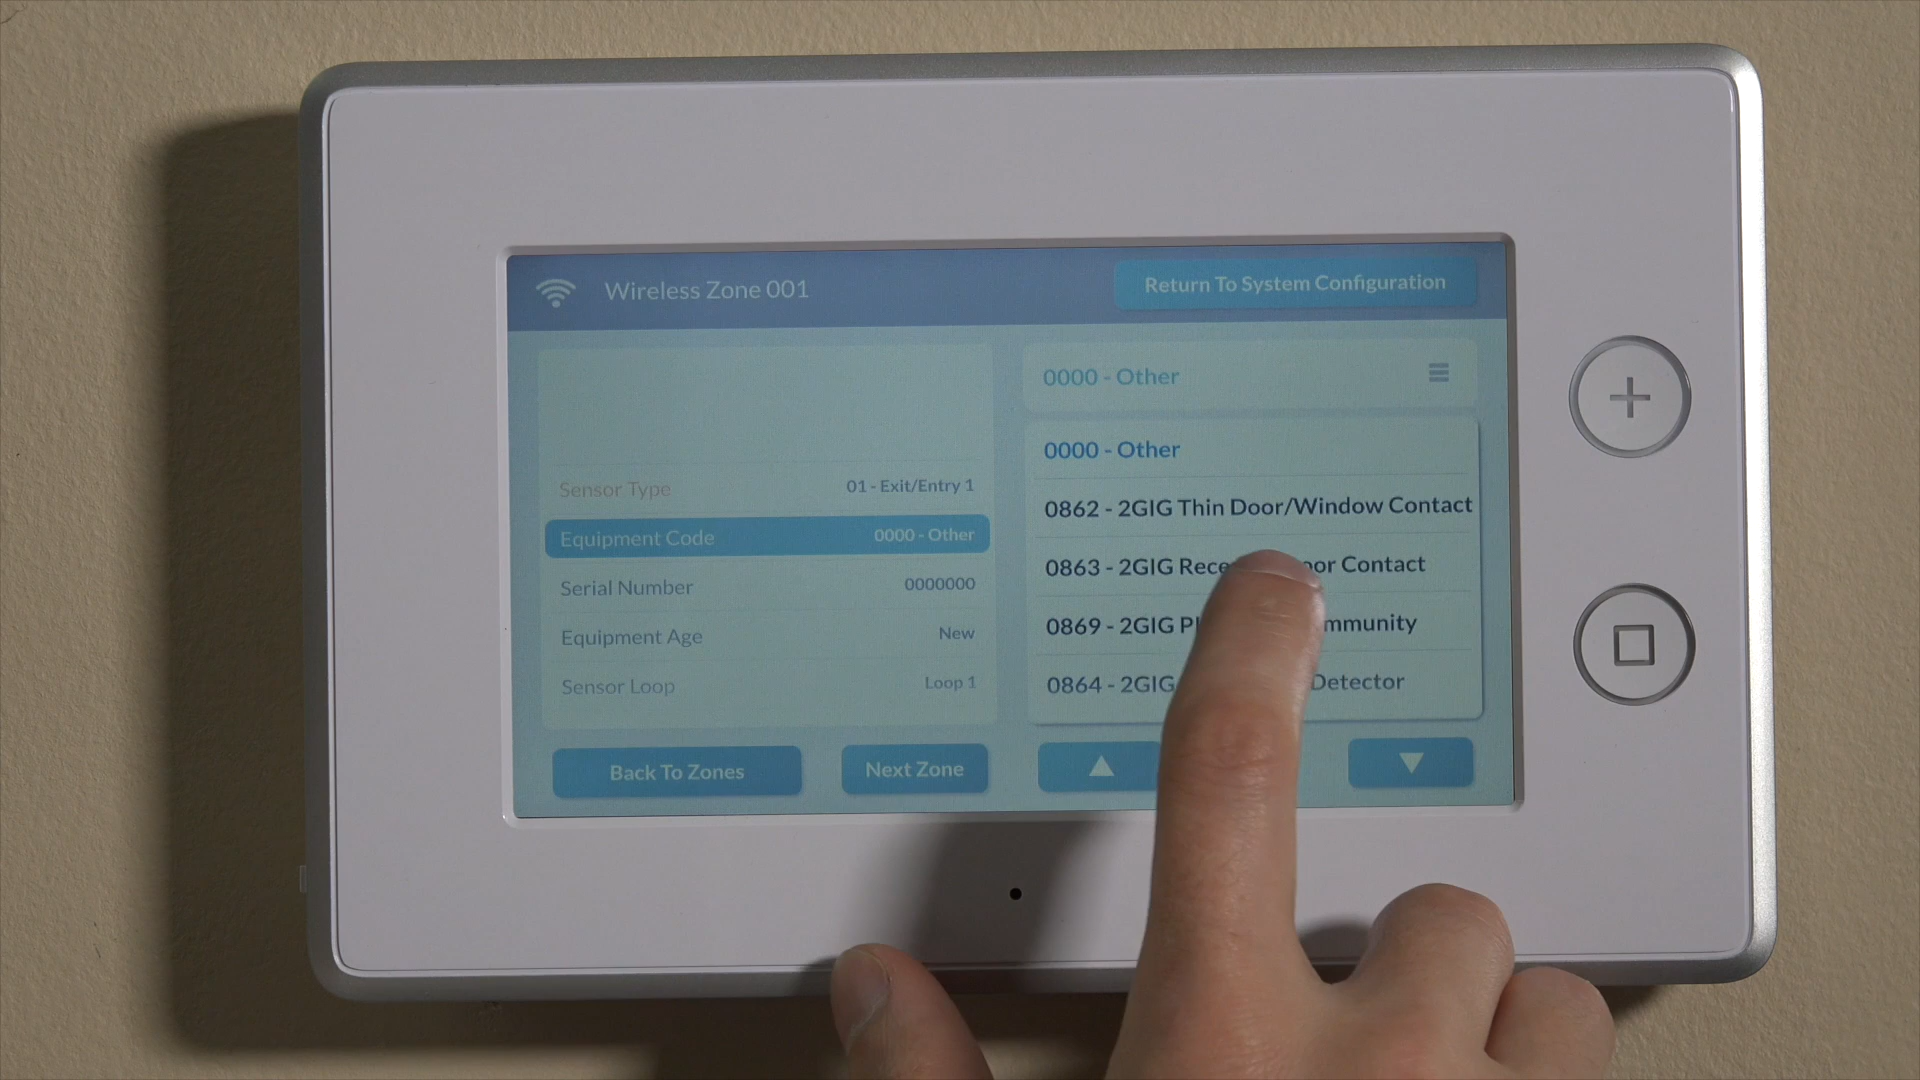 Wireless Zone 001
Return To System Configuration
Sensor Type 01 - Exit/Entry 1
Equipment Code 0000 - Other
Serial Number 0000000
Equipment Age New
Sensor Loop Loop 1
Back To Zones
Next Zone
0000 - Other
0000 - Other
0862 - 2GIG Thin Door/Window Contact
0863 - 2GIG Contact
0869 - 2GIG
0864 - 2GIG Detector